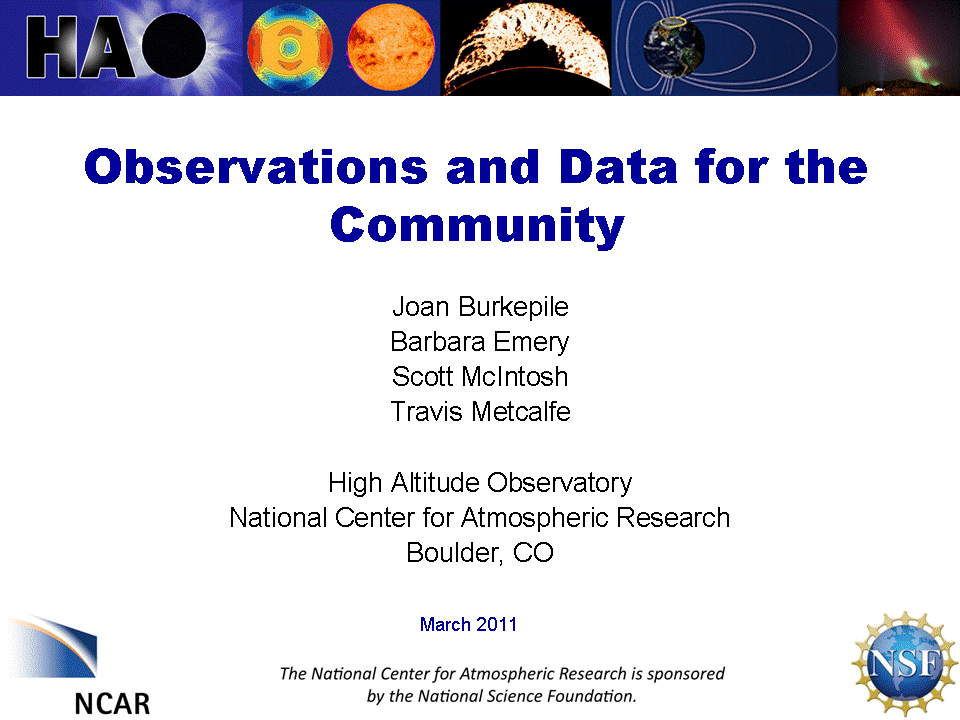 HAO
Observations and Data for the
Community
Joan Burkepile
Barbara Emery
Scott McIntosh
Travis Metcalfe
High Altitude Observatory
National Center for Atmospheric Research
Boulder, CO
March 2011
The National Center for Atmospheric Research is sponsored
by the National Science Foundation.
NCAR
NSF